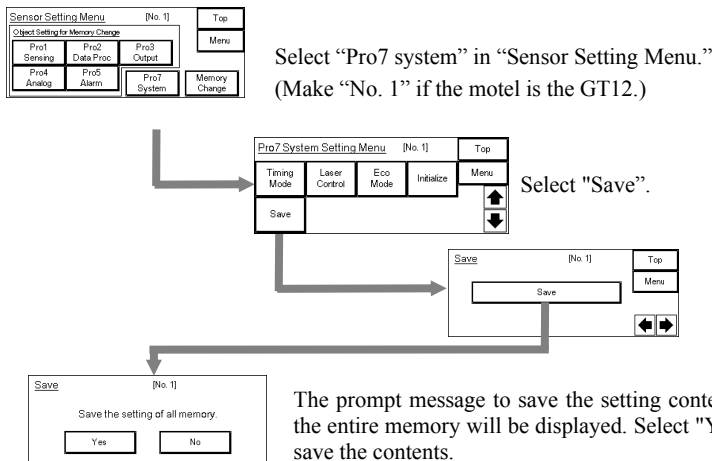 Sensor Setting Menu [No. 1] Top
Menu
Object Setting for Memory Change
Pro1 Sensing Pro2 Data Proc Pro3 Output
Pro4 Analog Pro5 Alarm Pro7 System Memory Change
Select “Pro7 system” in “Sensor Setting Menu.”
(Make “No. 1” if the motel is the GT12.)
Pro7 System Setting Menu [No. 1] Top
Timing Mode Laser Control Eco Mode Initialize Menu
Save
Select "Save”.
Save [No. 1] Top
Menu
Save
Save [No. 1]
Save the setting of all memory.
Yes No
The prompt message to save the setting
the entire memory will be displayed. Select
save the contents.